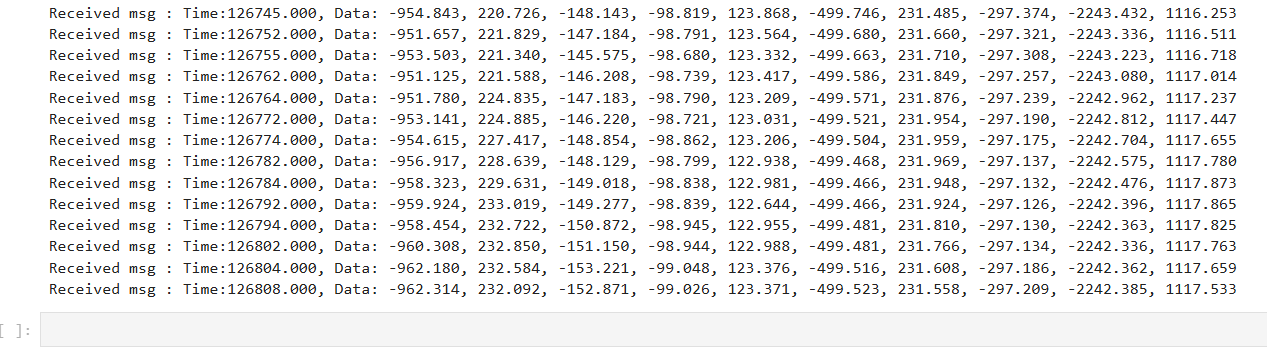 Received msg : Time:126745.000, Data: -954.843, 220.726, -148.143, -98.819, 123.868, -499.746, 231.485, -297.374, -2243.432, 1116.253
Received msg : Time:126752.000, Data: -951.657, 221.829, -147.184, -98.791, 123.564, -499.680, 231.660, -297.321, -2243.336, 1116.511
Received msg : Time:126755.000, Data: -953.503, 221.340, -145.575, -98.680, 123.332, -499.663, 231.710, -297.308, -2243.223, 1116.718
Received msg : Time:126762.000, Data: -951.125, 221.588, -146.208, -98.739, 123.417, -499.586, 231.849, -297.257, -2243.080, 1117.014
Received msg : Time:126764.000, Data: -951.780, 224.835, -147.183, -98.790, 123.209, -499.571, 231.876, -297.239, -2242.962, 1117.237
Received msg : Time:126772.000, Data: -953.141, 224.885, -146.220, -98.721, 123.031, -499.521, 231.954, -297.190, -2242.812, 1117.447
Received msg : Time:126774.000, Data: -954.615, 227.417, -148.854, -98.862, 123.206, -499.504, 231.959, -297.175, -2242.704, 1117.655
Received msg : Time:126782.000, Data: -956.917, 228.639, -148.129, -98.799, 122.938, -499.468, 231.969, -297.137, -2242.575, 1117.780
Received msg : Time:126784.000, Data: -958.323, 229.631, -149.018, -98.838, 122.981, -499.466, 231.948, -297.132, -2242.476, 1117.873
Received msg : Time:126792.000, Data: -959.924, 233.019, -149.277, -98.839, 122.644, -499.466, 231.924, -297.126, -2242.396, 1117.865
Received msg : Time:126794.000, Data: -958.454, 232.722, -150.872, -98.945, 122.955, -499.481, 231.810, -297.130, -2242.363, 1117.825
Received msg : Time:126802.000, Data: -960.308, 232.850, -151.150, -98.944, 122.988, -499.481, 231.766, -297.134, -2242.336, 1117.763
Received msg : Time:126804.000, Data: -962.180, 232.584, -153.221, -99.048, 123.376, -499.516, 231.608, -297.186, -2242.362, 1117.659
Received msg : Time:126808.000, Data: -962.314, 232.092, -152.871, -99.026, 123.371, -499.523, 231.558, -297.209, -2242.385, 1117.533
[ ]: